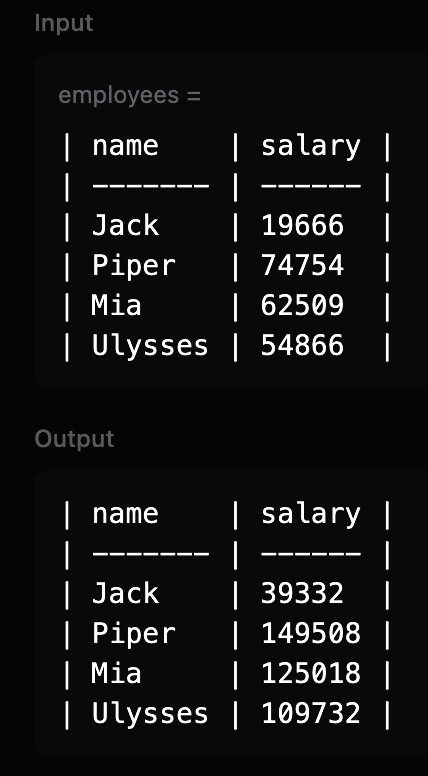 Input
employees =
| name    | salary |
| ------- | ------ |
| Jack    | 19666  |
| Piper   | 74754  |
| Mia     | 62509  |
| Ulysses | 54866  |
Output
| name    | salary |
| ------- | ------ |
| Jack    | 39332  |
| Piper   | 149508 |
| Mia     | 125018 |
| Ulysses | 109732 |